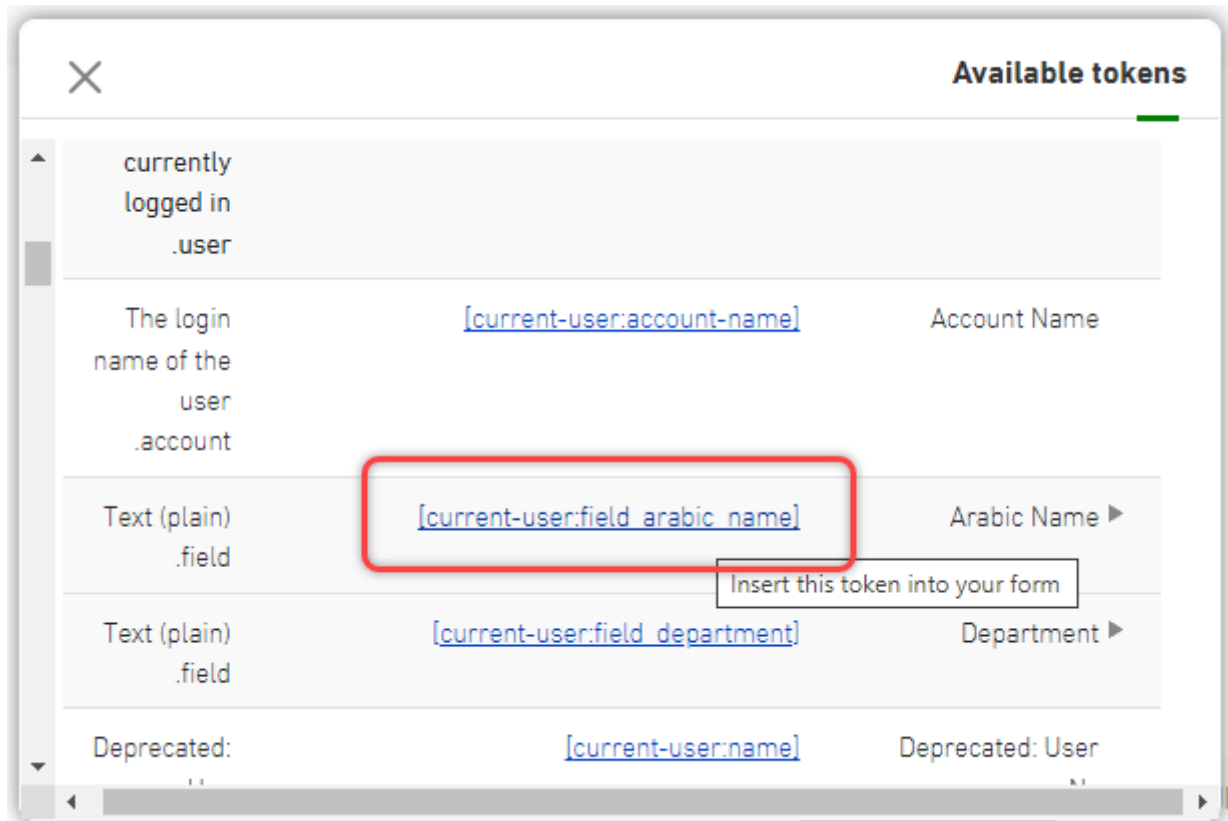 Available tokens
currently
logged in
.user
Account Name
[current-user:account-name]
The login
name of the
user
.account
Arabic Name
[current-user:field_arabic_name]
Text (plain)
.field
Insert this token into your form
Department
[current-user:field_department]
Text (plain)
.field
Deprecated: User
[current-user:name]
Deprecated: